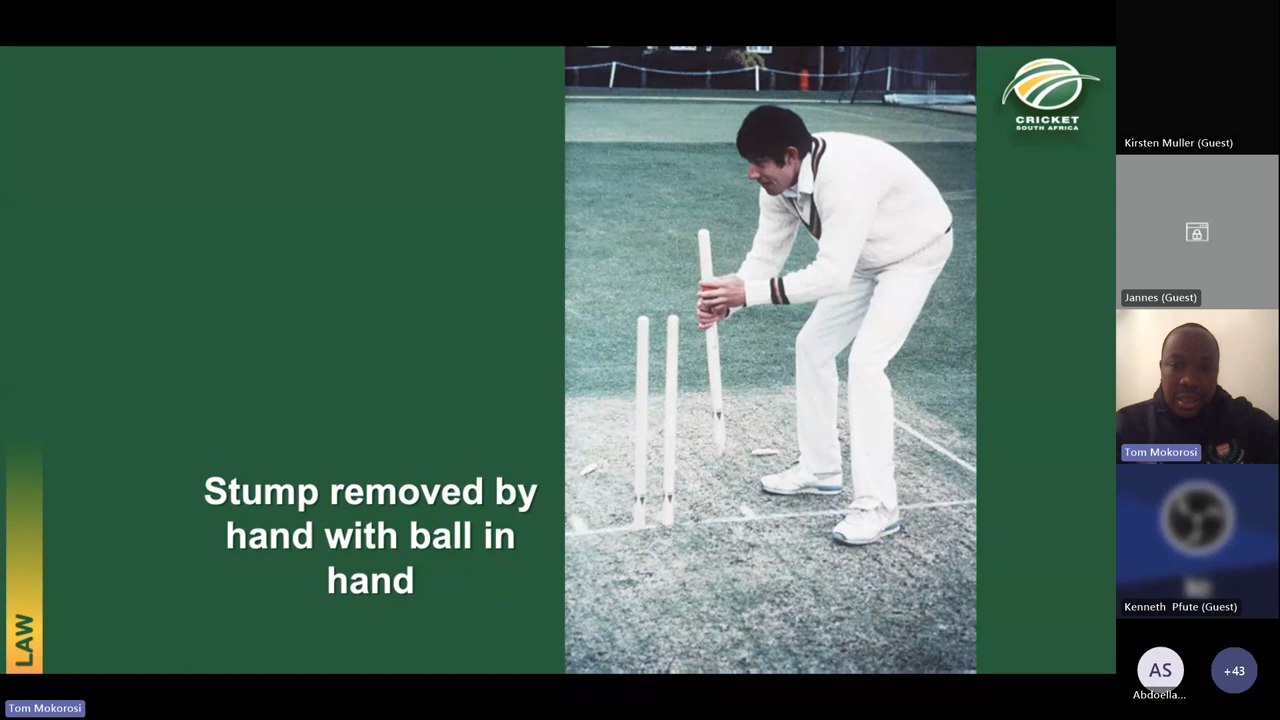 CRICKET
SOUTH AFRICA
Stump removed by
hand with ball in
hand
LAW
Tom Mokorosi
Kirsten Muller (Guest)
Jannes (Guest)
Tom Mokorosi
Kenneth Pfute (Guest)
AS
Abdoella...
+43